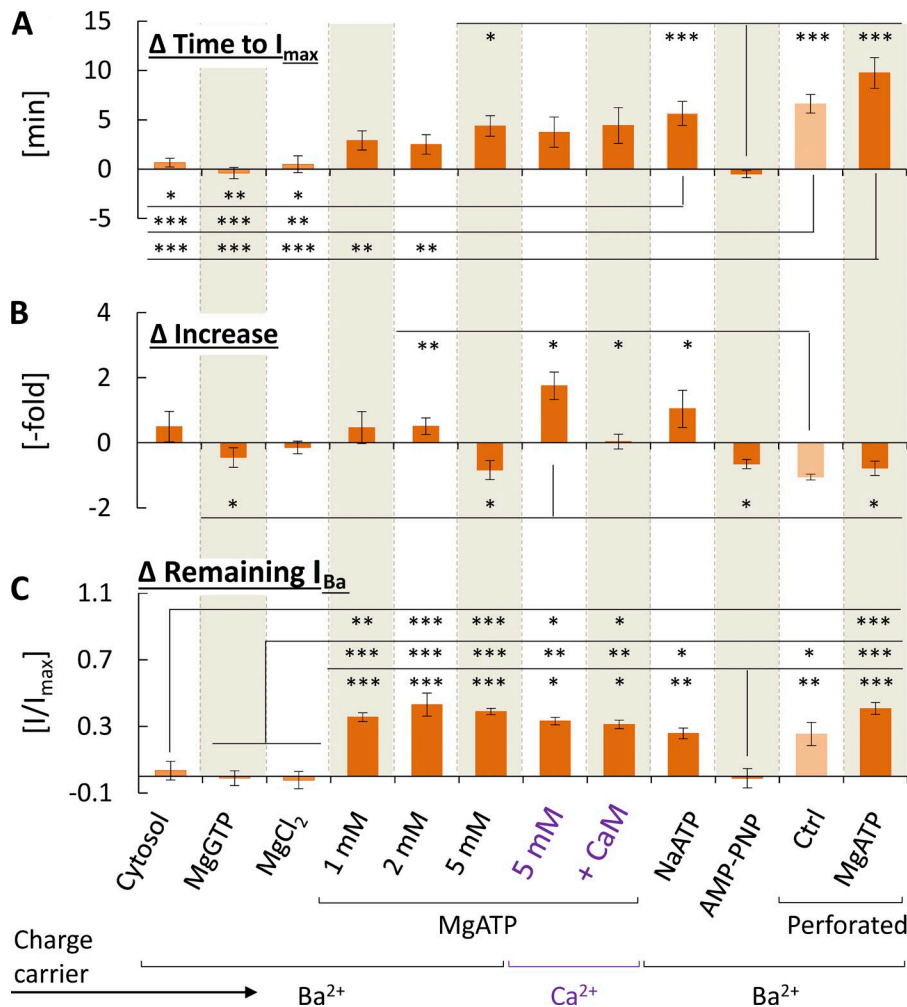 A
Δ Time to Imax
[min]
15
10
5
0
-5
* *** *** ***
* ** *
*** *** **
*** *** *** ** **
B
Δ Increase
[-fold]
4
2
0
-2
** * * *
* * * *
C
Δ Remaining IBa
[I/Imax]
1.1
0.7
0.3
-0.1
** *** *** * * ***
*** *** *** ** ** * * ***
*** *** *** * * ** ** ***
Cytosol
MgGTP
MgCl2
1 mM
2 mM
5 mM
5 mM
+ CaM
NaATP
AMP-PNP
Ctrl
MgATP
MgATP
Perforated
Charge
carrier
Ba2+
Ca2+
Ba2+